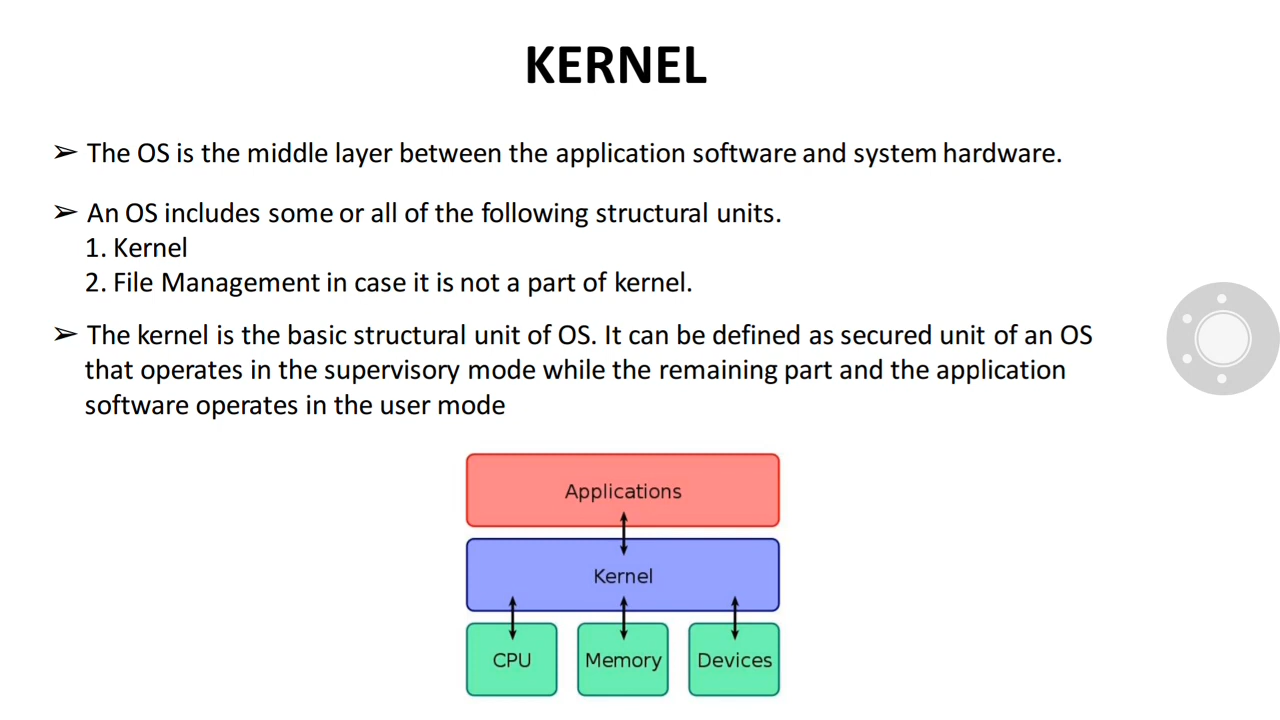 KERNEL
➢ The OS is the middle layer between the application software and system hardware.
➢ An OS includes some or all of the following structural units.
1. Kernel
2. File Management in case it is not a part of kernel.
➢ The kernel is the basic structural unit of OS. It can be defined as secured unit of an OS
that operates in the supervisory mode while the remaining part and the application
software operates in the user mode
Applications
Kernel
CPU Memory Devices